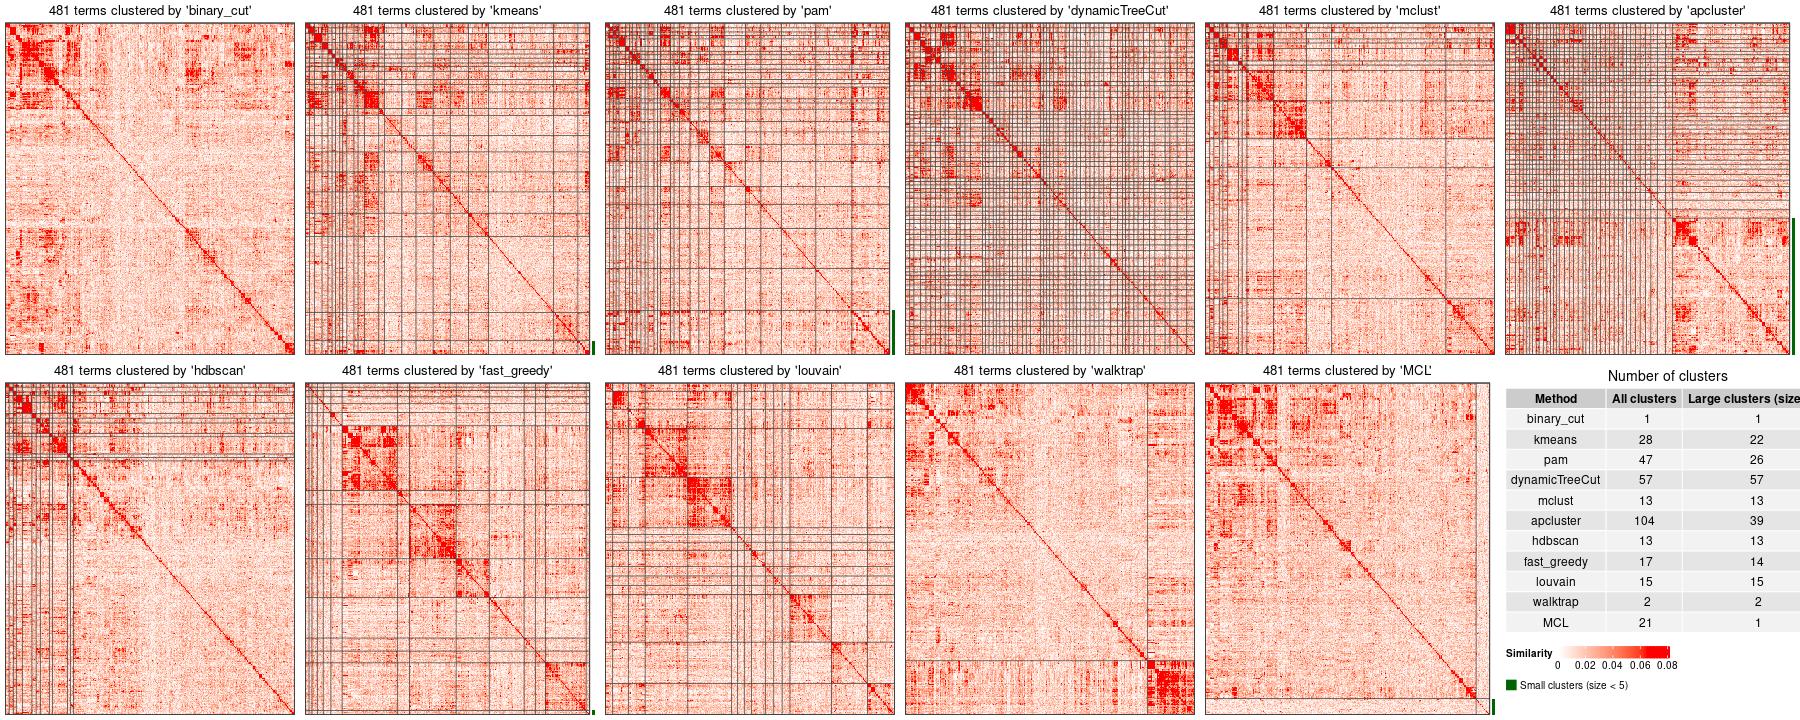 481 terms clustered by 'binary_cut'
481 terms clustered by 'kmeans'
481 terms clustered by 'pam'
481 terms clustered by 'dynamicTreeCut'
481 terms clustered by 'mclust'
481 terms clustered by 'apcluster'
481 terms clustered by 'hdbscan'
481 terms clustered by 'fast_greedy'
481 terms clustered by 'louvain'
481 terms clustered by 'walktrap'
481 terms clustered by 'MCL'
Number of clusters
Method All clusters Large clusters (size
binary_cut 1 1
kmeans 28 22
pam 47 26
dynamicTreeCut 57 57
mclust 13 13
apcluster 104 39
hdbscan 13 13
fast_greedy 17 14
louvain 15 15
walktrap 2 2
MCL 21 1
Similarity
0 0.02 0.04 0.06 0.08
Small clusters (size < 5)